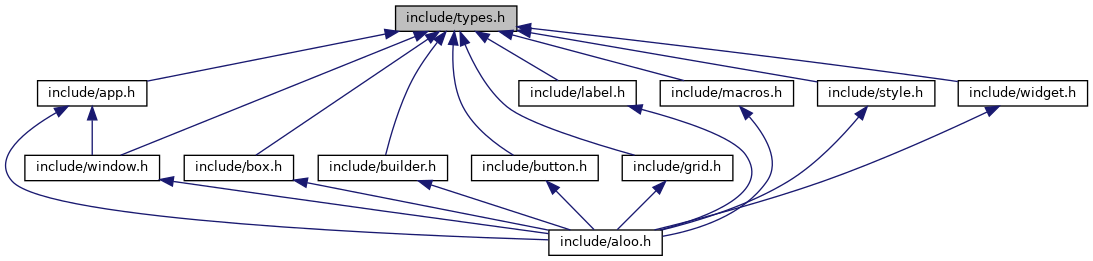 include/types.h
include/app.h
include/label.h
include/macros.h
include/style.h
include/widget.h
include/window.h
include/box.h
include/builder.h
include/button.h
include/grid.h
include/aloo.h